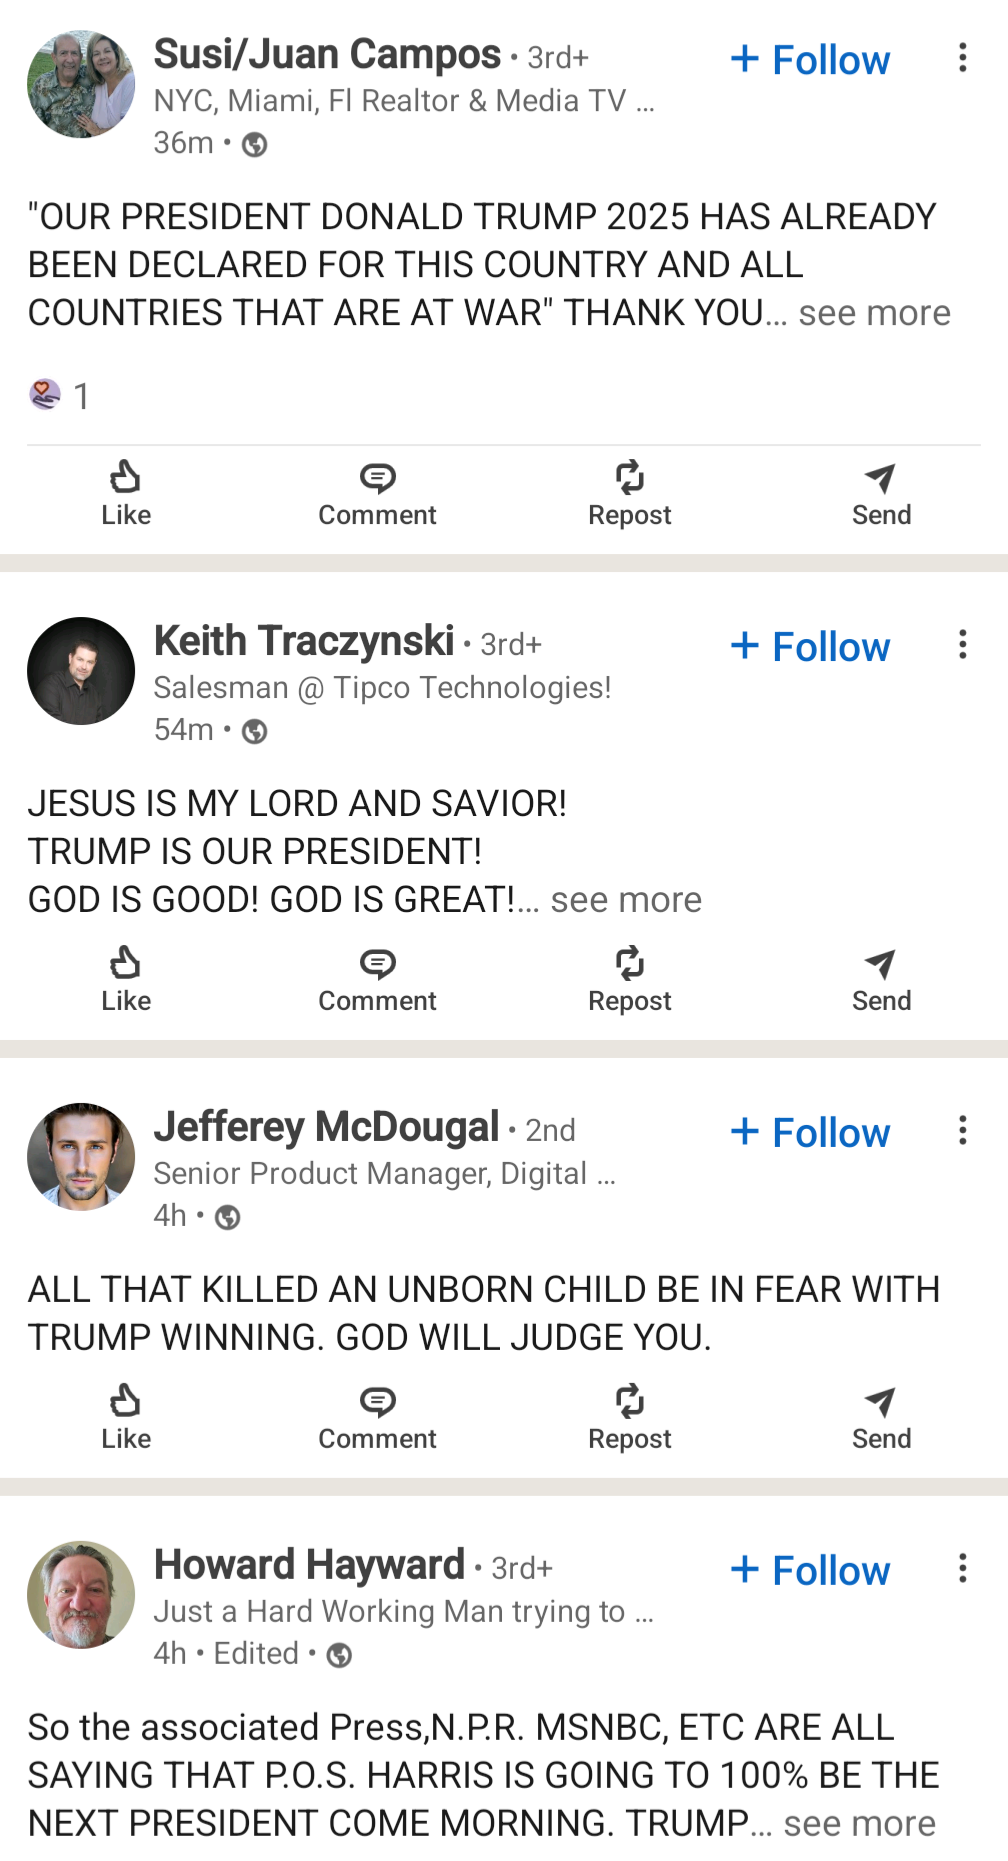 Susi/Juan Campos • 3rd+
+ Follow
NYC, Miami, Fl Realtor & Media TV ...
36m •
"OUR PRESIDENT DONALD TRUMP 2025 HAS ALREADY
BEEN DECLARED FOR THIS COUNTRY AND ALL
COUNTRIES THAT ARE AT WAR" THANK YOU... see more
1
Like
Comment
Repost
Send
Keith Traczynski • 3rd+
+ Follow
Salesman @ Tipco Technologies!
54m •
JESUS IS MY LORD AND SAVIOR!
TRUMP IS OUR PRESIDENT!
GOD IS GOOD! GOD IS GREAT!... see more
Like
Comment
Repost
Send
Jefferey McDougal • 2nd
+ Follow
Senior Product Manager, Digital ...
4h •
ALL THAT KILLED AN UNBORN CHILD BE IN FEAR WITH
TRUMP WINNING. GOD WILL JUDGE YOU.
Like
Comment
Repost
Send
Howard Hayward • 3rd+
+ Follow
Just a Hard Working Man trying to ...
4h • Edited •
So the associated Press,N.P.R. MSNBC, ETC ARE ALL
SAYING THAT P.O.S. HARRIS IS GOING TO 100% BE THE
NEXT PRESIDENT COME MORNING. TRUMP... see more